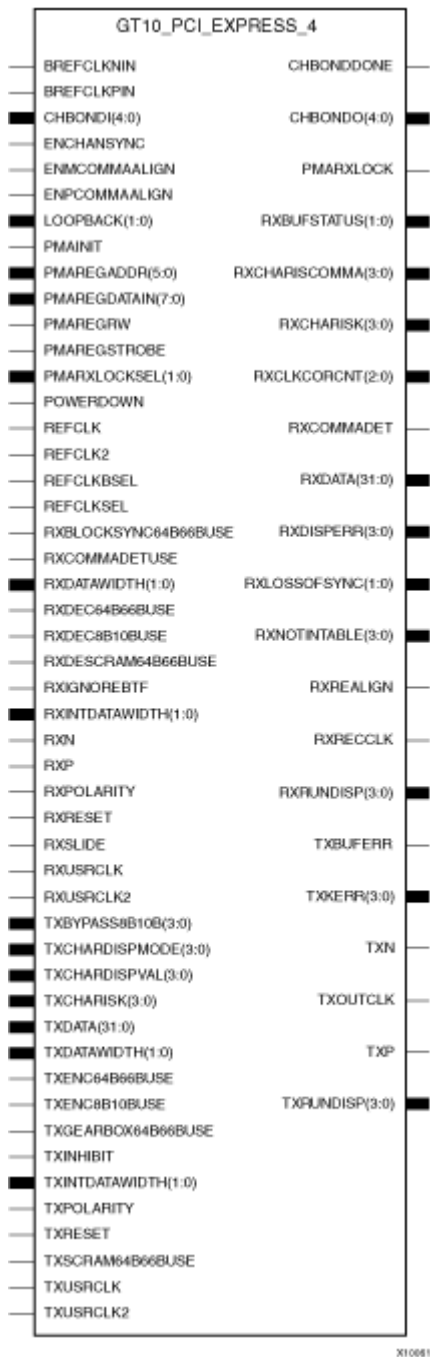 GT10_PCI_EXPRESS_4
BREFCLKNIN CHBONDDONE
BREFCLKPIN
CHBONDI(4:0) CHBONDO(4:0)
ENCHANSYNC
ENMCOMMAALIGN PMARXLOCK
ENPCOMMAALIGN
LOOPBACK(1:0) RXBUFSTATUS(1:0)
PMAINIT
PMAREGADDR(5:0) RXCHARISCOMMA(3:0)
PMAREGDATAIN(7:0)
PMAREGRW RXCHARISK(3:0)
PMAREGSTROBE
PMARXLOCKSEL(1:0) RXCLKCORCNT(2:0)
POWERDOWN
REFCLK RXCOMMADET
REFCLK2
REFCLKBSEL RXDATA(31:0)
REFCLKSEL
RXBLOCKSYNC64B66BUSE RXDISPERR(3:0)
RXCOMMADETUSE
RXDATAWIDTH(1:0) RXLOSSOFSYNC(1:0)
RXDEC64B66BUSE
RXDEC8B10BUSE RXNOTINTABLE(3:0)
RXDESCRAM64B66BUSE
RXIGNOREBTF RXREALIGN
RXINTDATAWIDTH(1:0)
RXN RXRECCLK
RXP
RXPOLARITY RXRUNDISP(3:0)
RXRESET
RXSLIDE TXBUFERR
RXUSRCLK
RXUSRCLK2 TXKERR(3:0)
TXBYPASS8B10B(3:0)
TXCHARDISPMODE(3:0) TXN
TXCHARDISPVAL(3:0)
TXCHARISK(3:0) TXOUTCLK
TXDATA(31:0)
TXDATAWIDTH(1:0) TXP
TXENC64B66BUSE
TXENC8B10BUSE TXRUNDISP(3:0)
TXGEARBOX64B66BUSE
TXINHIBIT
TXINTDATAWIDTH(1:0)
TXPOLARITY
TXRESET
TXSCRAM64B66BUSE
TXUSRCLK
TXUSRCLK2
X10061